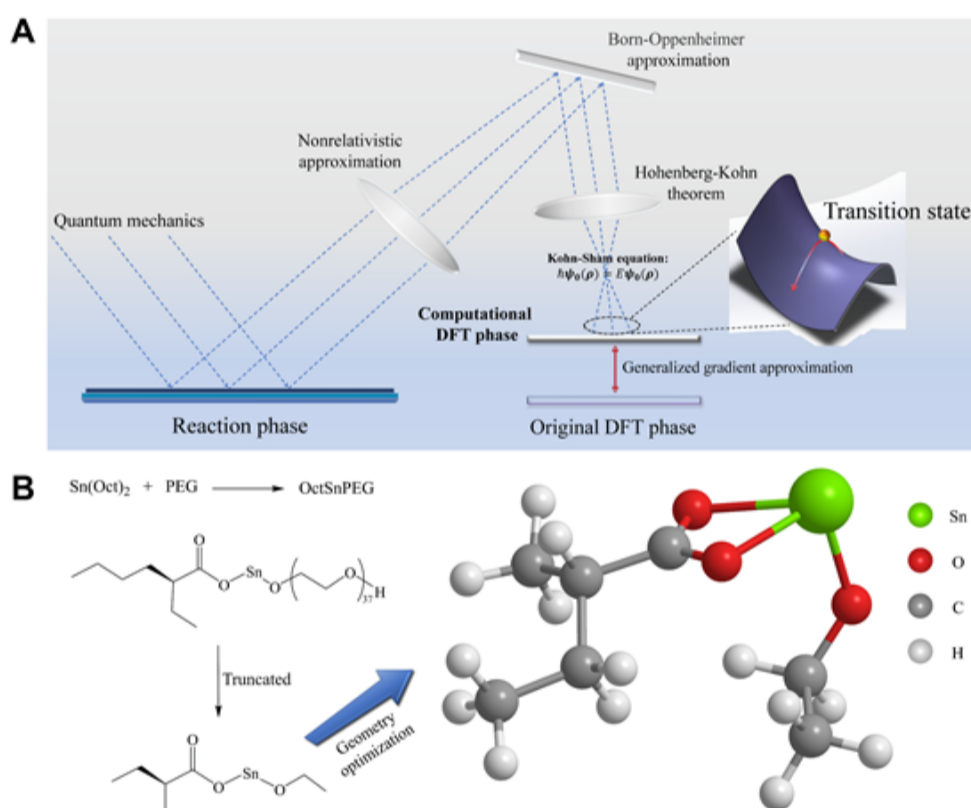 A
Born-Oppenheimer
approximation
Nonrelativistic
approximation
Hohenberg-Kohn
theorem
Quantum mechanics
Transition state
Kohn-Sham equation:
ℏ𝝍₀(𝝆) = E𝝍₀(𝝆)
Computational
DFT phase
Generalized gradient approximation
Reaction phase
Original DFT phase
B
Sn(Oct)₂ + PEG OctSnPEG
O
O
Sn
O
O
37
H
Truncated
Geometry
optimization
O
O
Sn
O
Sn
O
C
H